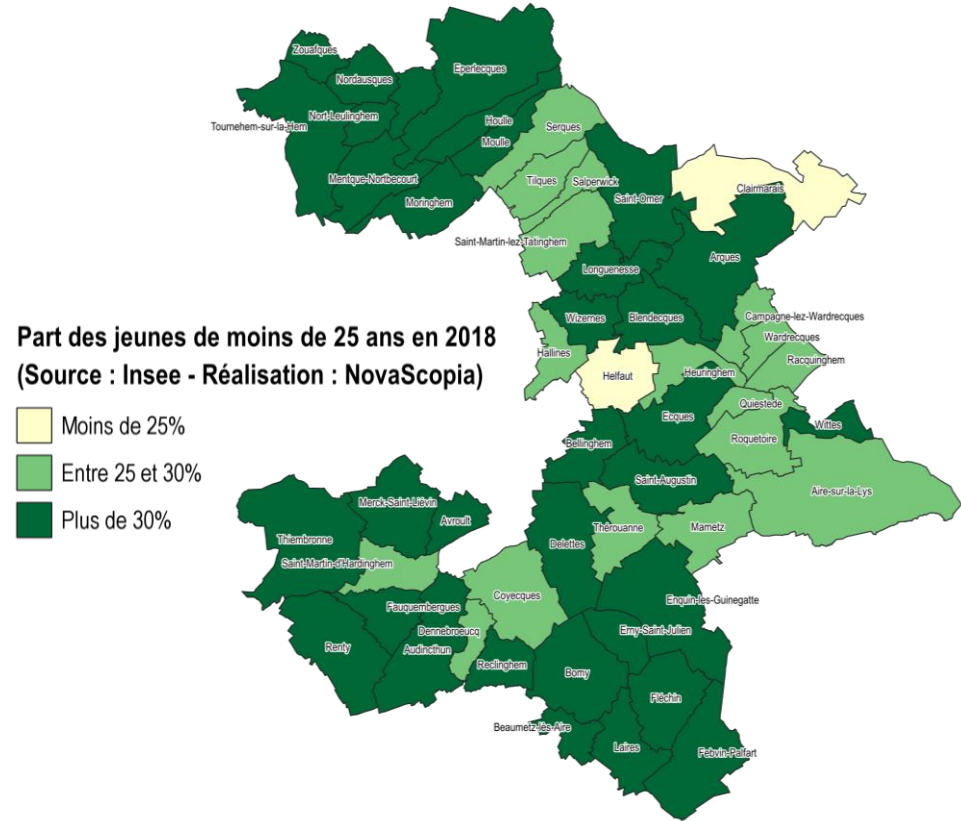 Zouafques
Nordausques
Eperlecques
Nort-Leulinghem
Tournehem-sur-la-Hem
Houlle
Serques
Moulle
Mentque-Nortbecourt
Tilques
Salperwick
Clairmarais
Moringhem
Saint-Omer
Saint-Martin-lez-Tatinghem
Arques
Longuenesse
Part des jeunes de moins de 25 ans en 2018
(Source : Insee - Réalisation : NovaScopia)
Moins de 25%
Entre 25 et 30%
Plus de 30%
Wizernes
Blendecques
Campagne-lez-Wardrecques
Wardrecques
Hallines
Racquinghem
Helfaut
Heuringhem
Quiestede
Ecques
Wittes
Bellinghem
Roquetoire
Saint-Augustin
Aire-sur-la-Lys
Merck-Saint-Liévin
Avroult
Thérouanne
Mametz
Thiembronne
Delettes
Saint-Martin-d'Hardinghem
Coyecques
Enquin-les-Guinegatte
Fauquembergues
Dennebroeucq
Erny-Saint-Julien
Renty
Audincthun
Reclinghem
Bomy
Fléchin
Beaumetz-lès-Aire
Laires
Febvin-Palfart